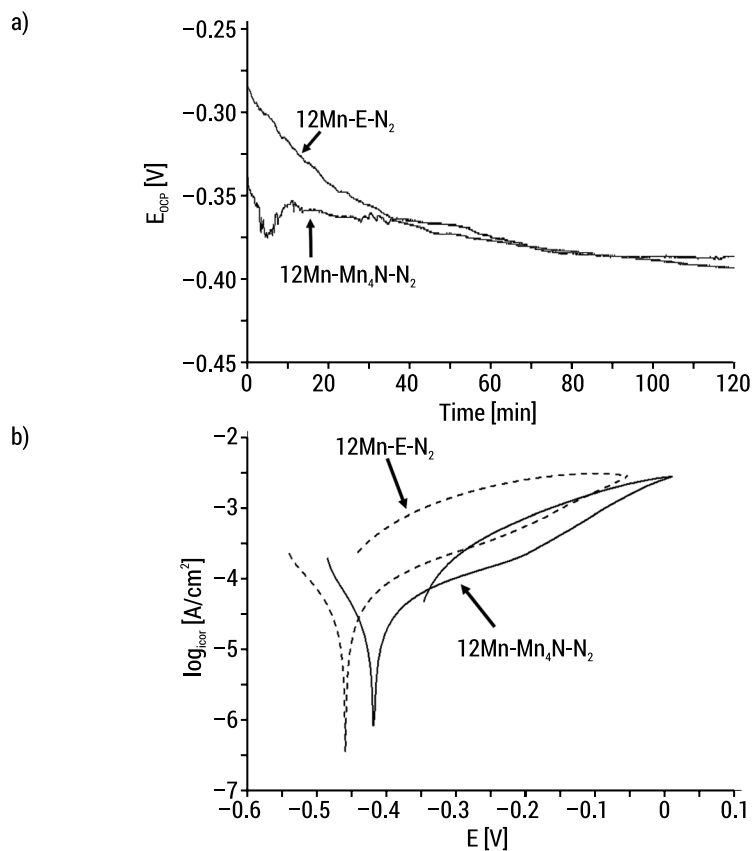 a)
−0.25
−0.30
−0.35
−0.40
−0.45
E_OCP [V]
12Mn-E-N₂
12Mn-Mn₄N-N₂
0 20 40 60 80 100 120
Time [min]
b)
−2
−3
−4
−5
−6
−7
log_icor [A/cm²]
12Mn-E-N₂
12Mn-Mn₄N-N₂
−0.6 −0.5 −0.4 −0.3 −0.2 −0.1 0 0.1
E [V]